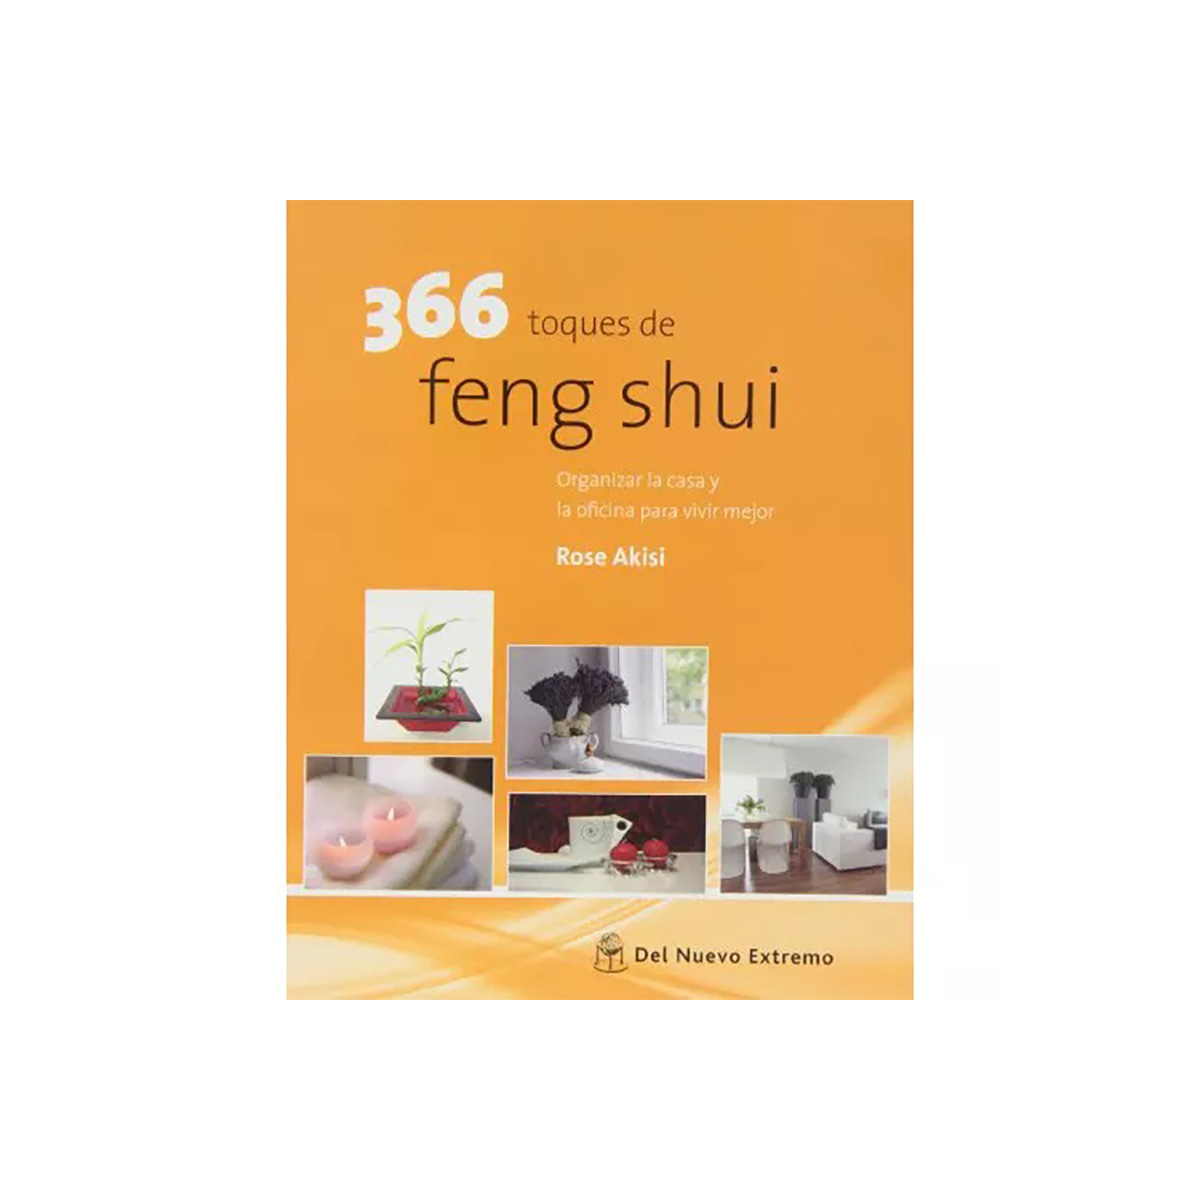 366 toques de
feng shui
Organizar la casa y
la oficina para vivir mejor
Rose Akisi
Del Nuevo Extremo